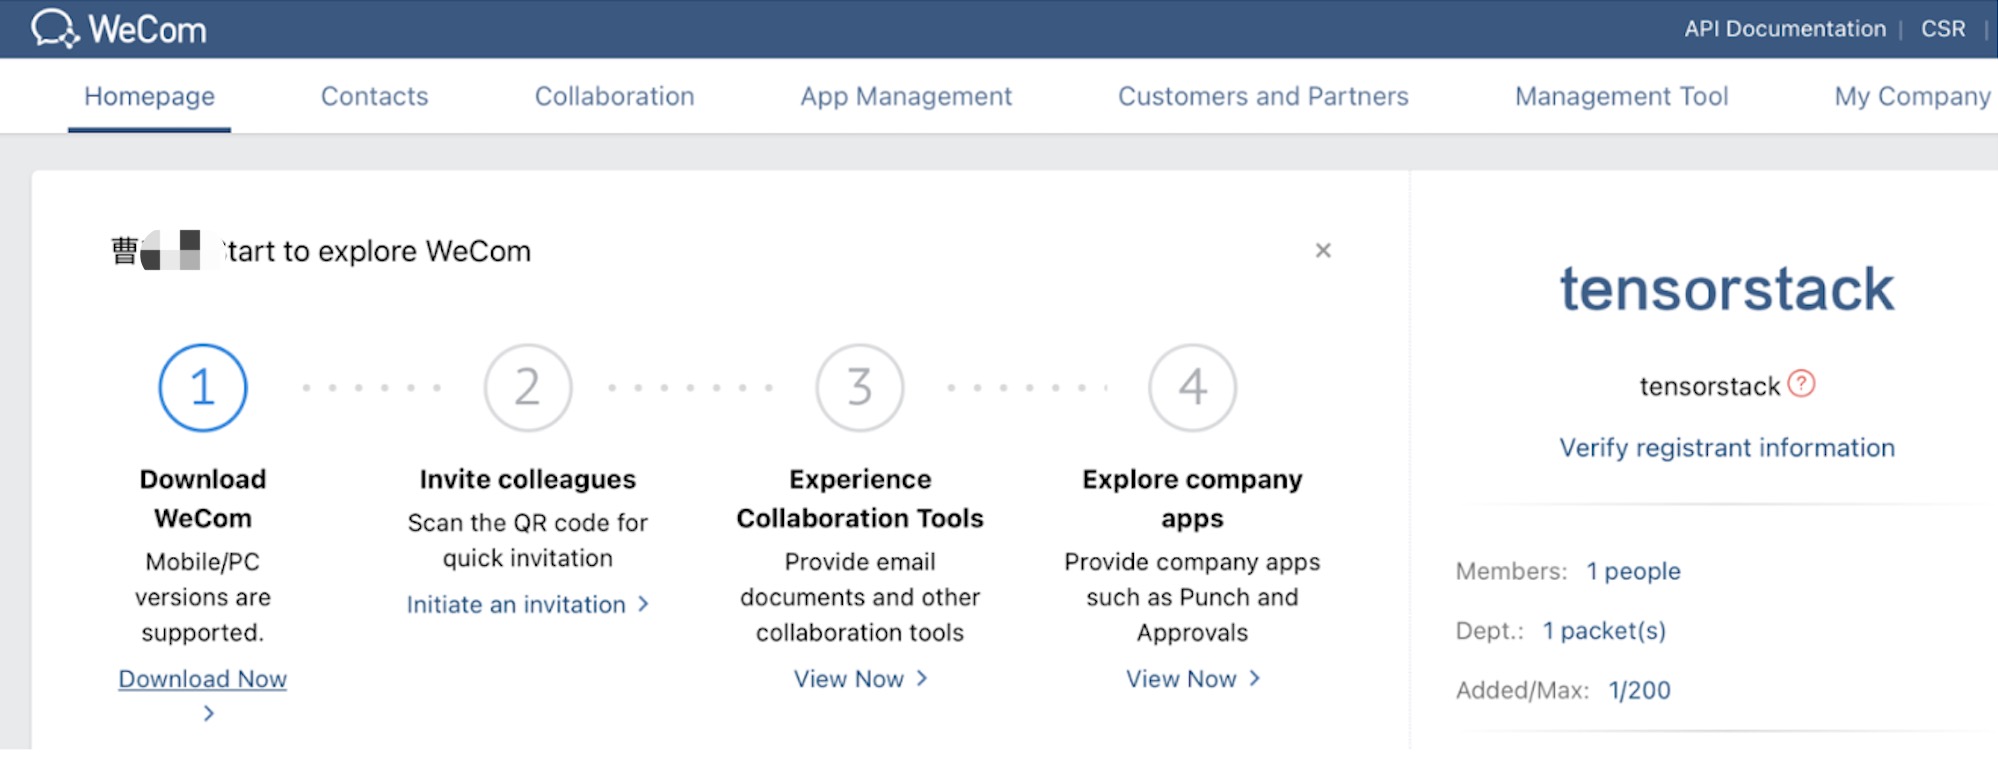 WeCom
API Documentation | CSR |
Homepage Contacts Collaboration App Management Customers and Partners Management Tool My Company
曹 tart to explore WeCom ×
1 2 3 4
Download
WeCom
Mobile/PC
versions are
supported.
Download Now
>
Invite colleagues
Scan the QR code for
quick invitation
Initiate an invitation >
Experience
Collaboration Tools
Provide email
documents and other
collaboration tools
View Now >
Explore company
apps
Provide company apps
such as Punch and
Approvals
View Now >
tensorstack
tensorstack ?
Verify registrant information
Members: 1 people
Dept.: 1 packet(s)
Added/Max: 1/200